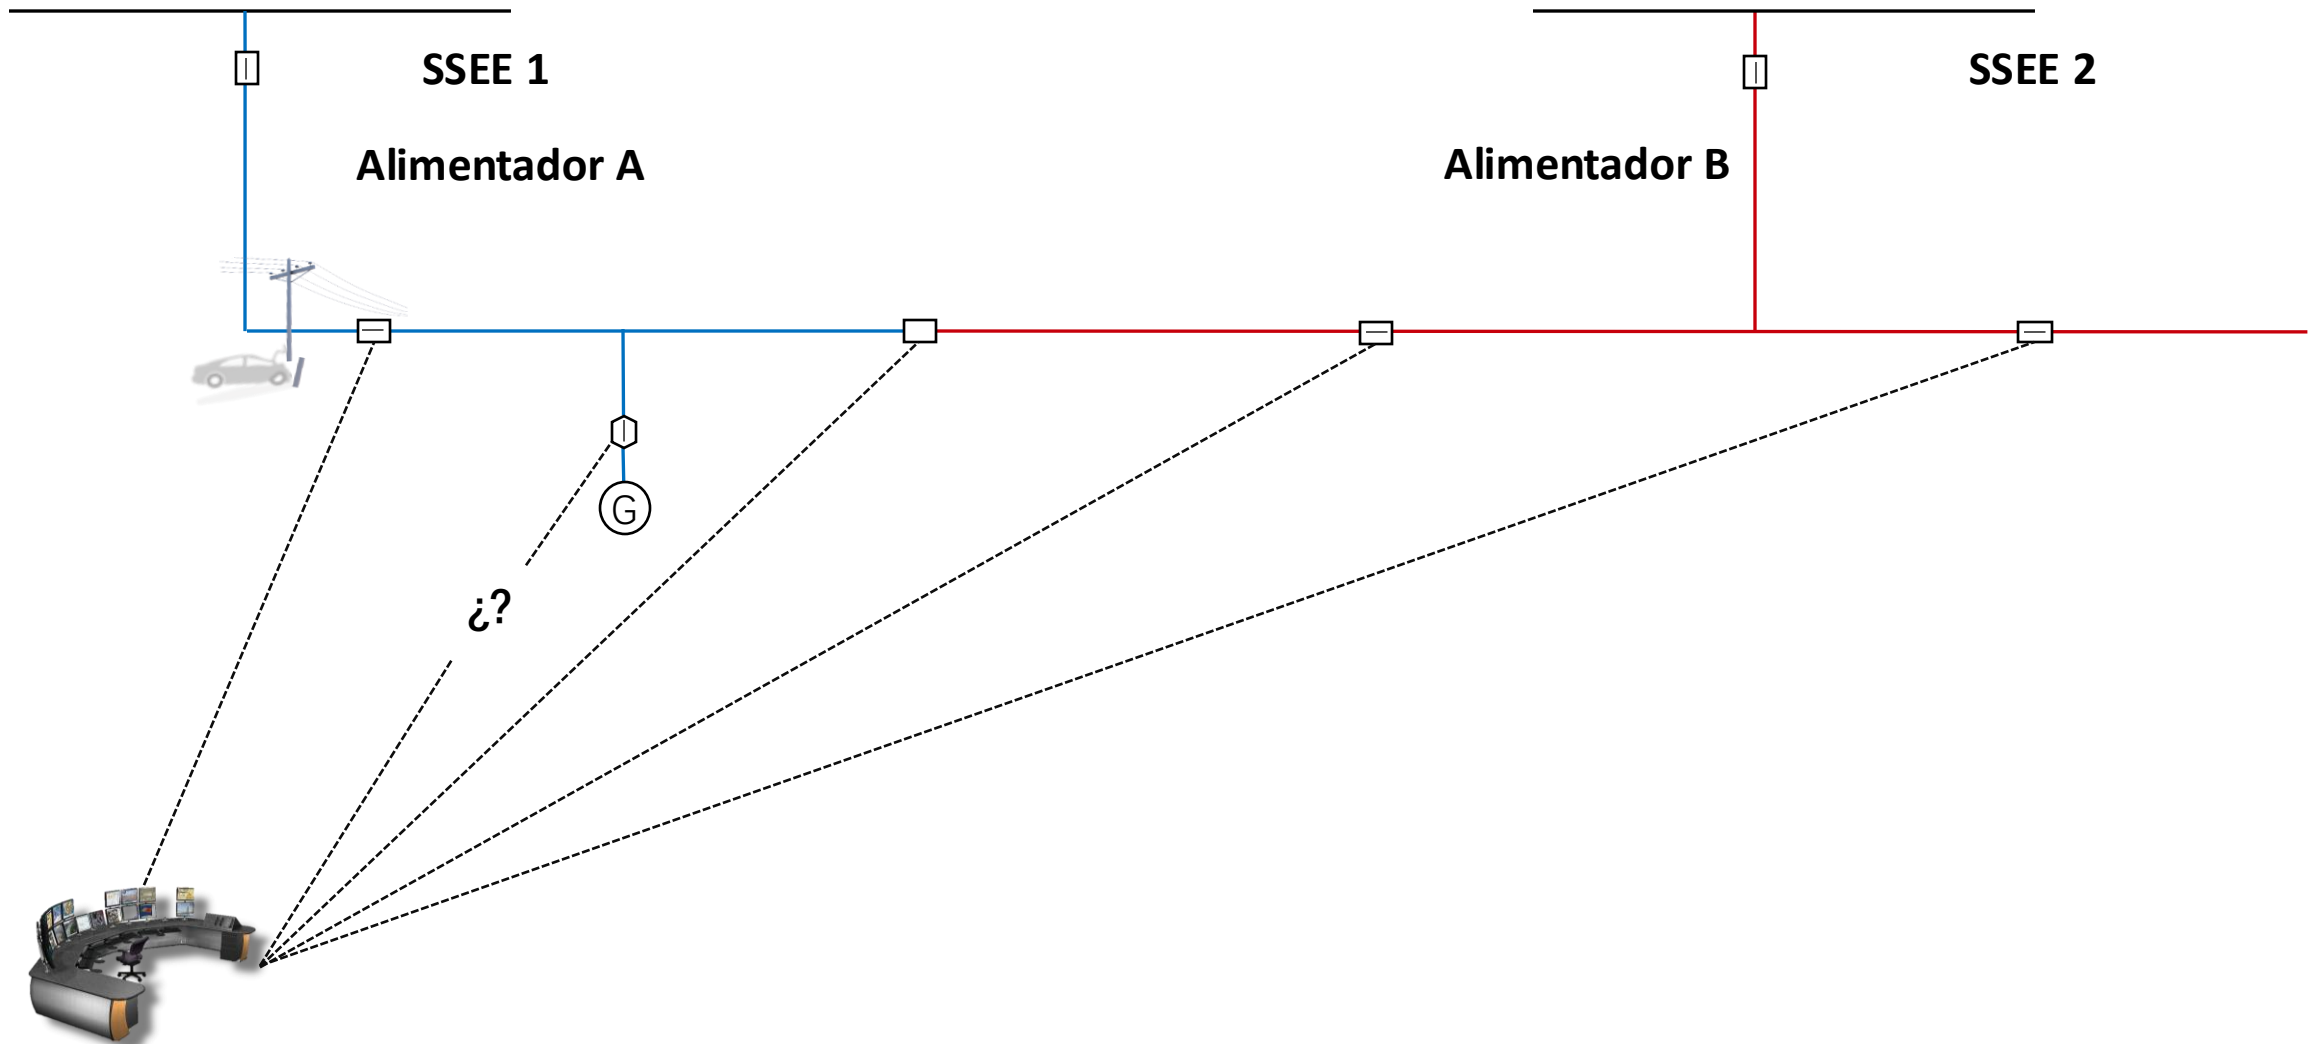 SSEE 1
SSEE 2
Alimentador A
Alimentador B
G
¿?